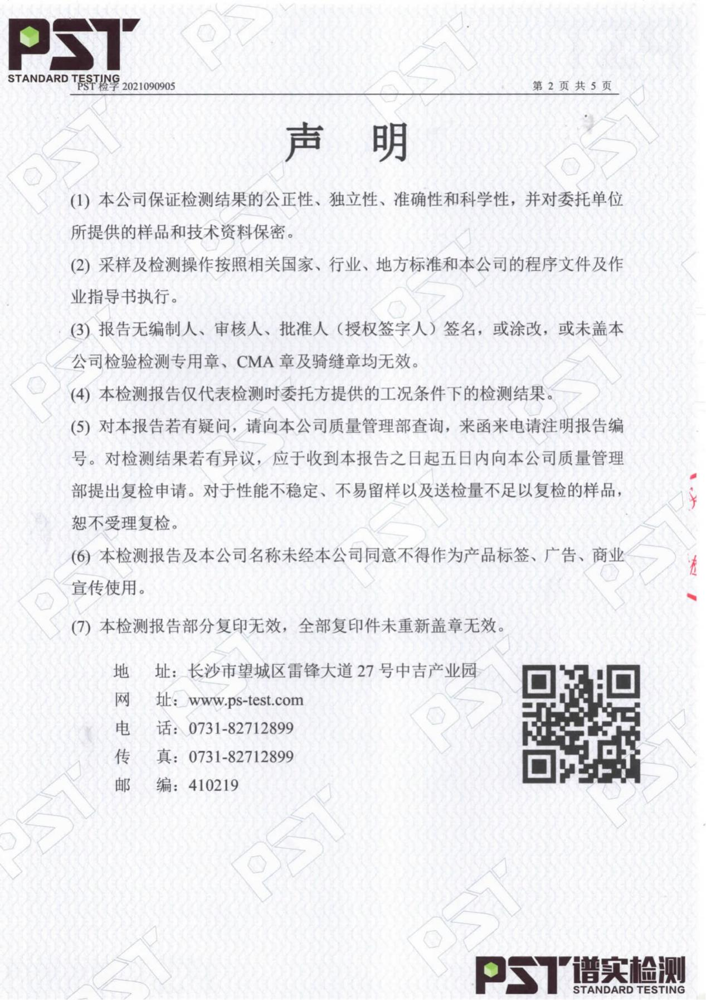 PST
STANDARD TESTING
PST 检字 2021090905
第 2 页 共 5 页
声 明
(1) 本公司保证检测结果的公正性、独立性、准确性和科学性，并对委托单位
所提供的样品和技术资料保密。
(2) 采样及检测操作按照相关国家、行业、地方标准和本公司的程序文件及作
业指导书执行。
(3) 报告无编制人、审核人、批准人（授权签字人）签名，或涂改，或未盖本
公司检验检测专用章、CMA 章及骑缝章均无效。
(4) 本检测报告仅代表检测时委托方提供的工况条件下的检测结果。
(5) 对本报告若有疑问，请向本公司质量管理部查询，来函来电请注明报告编
号。对检测结果若有异议，应于收到本报告之日起五日内向本公司质量管理
部提出复检申请。对于性能不稳定、不易留样以及送检量不足以复检的样品，
恕不受理复检。
(6) 本检测报告及本公司名称未经本公司同意不得作为产品标签、广告、商业
宣传使用。
(7) 本检测报告部分复印无效，全部复印件未重新盖章无效。
地 址：长沙市望城区雷锋大道 27 号中吉产业园
网 址：www.ps-test.com
电 话：0731-82712899
传 真：0731-82712899
邮 编：410219
PST 谱实检测
STANDARD TESTING